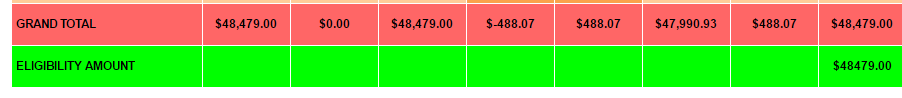 GRAND TOTAL $48,479.00 $0.00 $48,479.00 $-488.07 $488.07 $47,990.93 $488.07 $48,479.00
ELIGIBILITY AMOUNT $48479.00